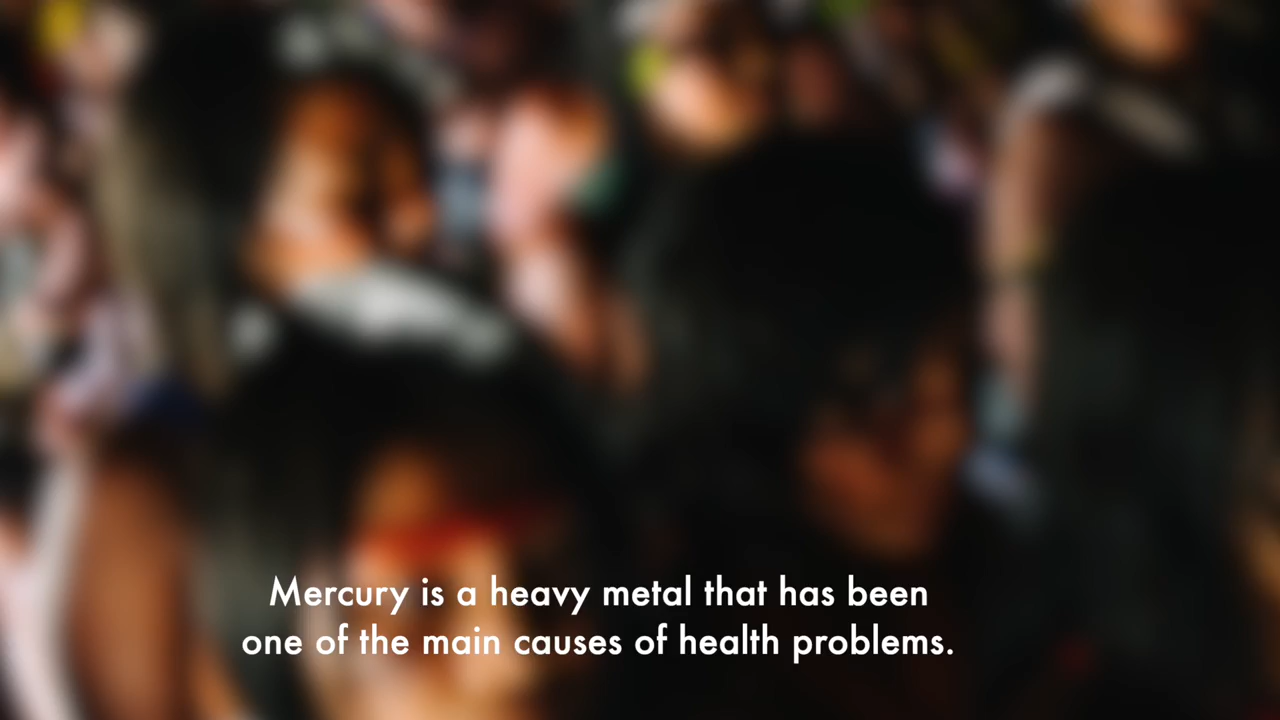 Mercury is a heavy metal that has been
one of the main causes of health problems.